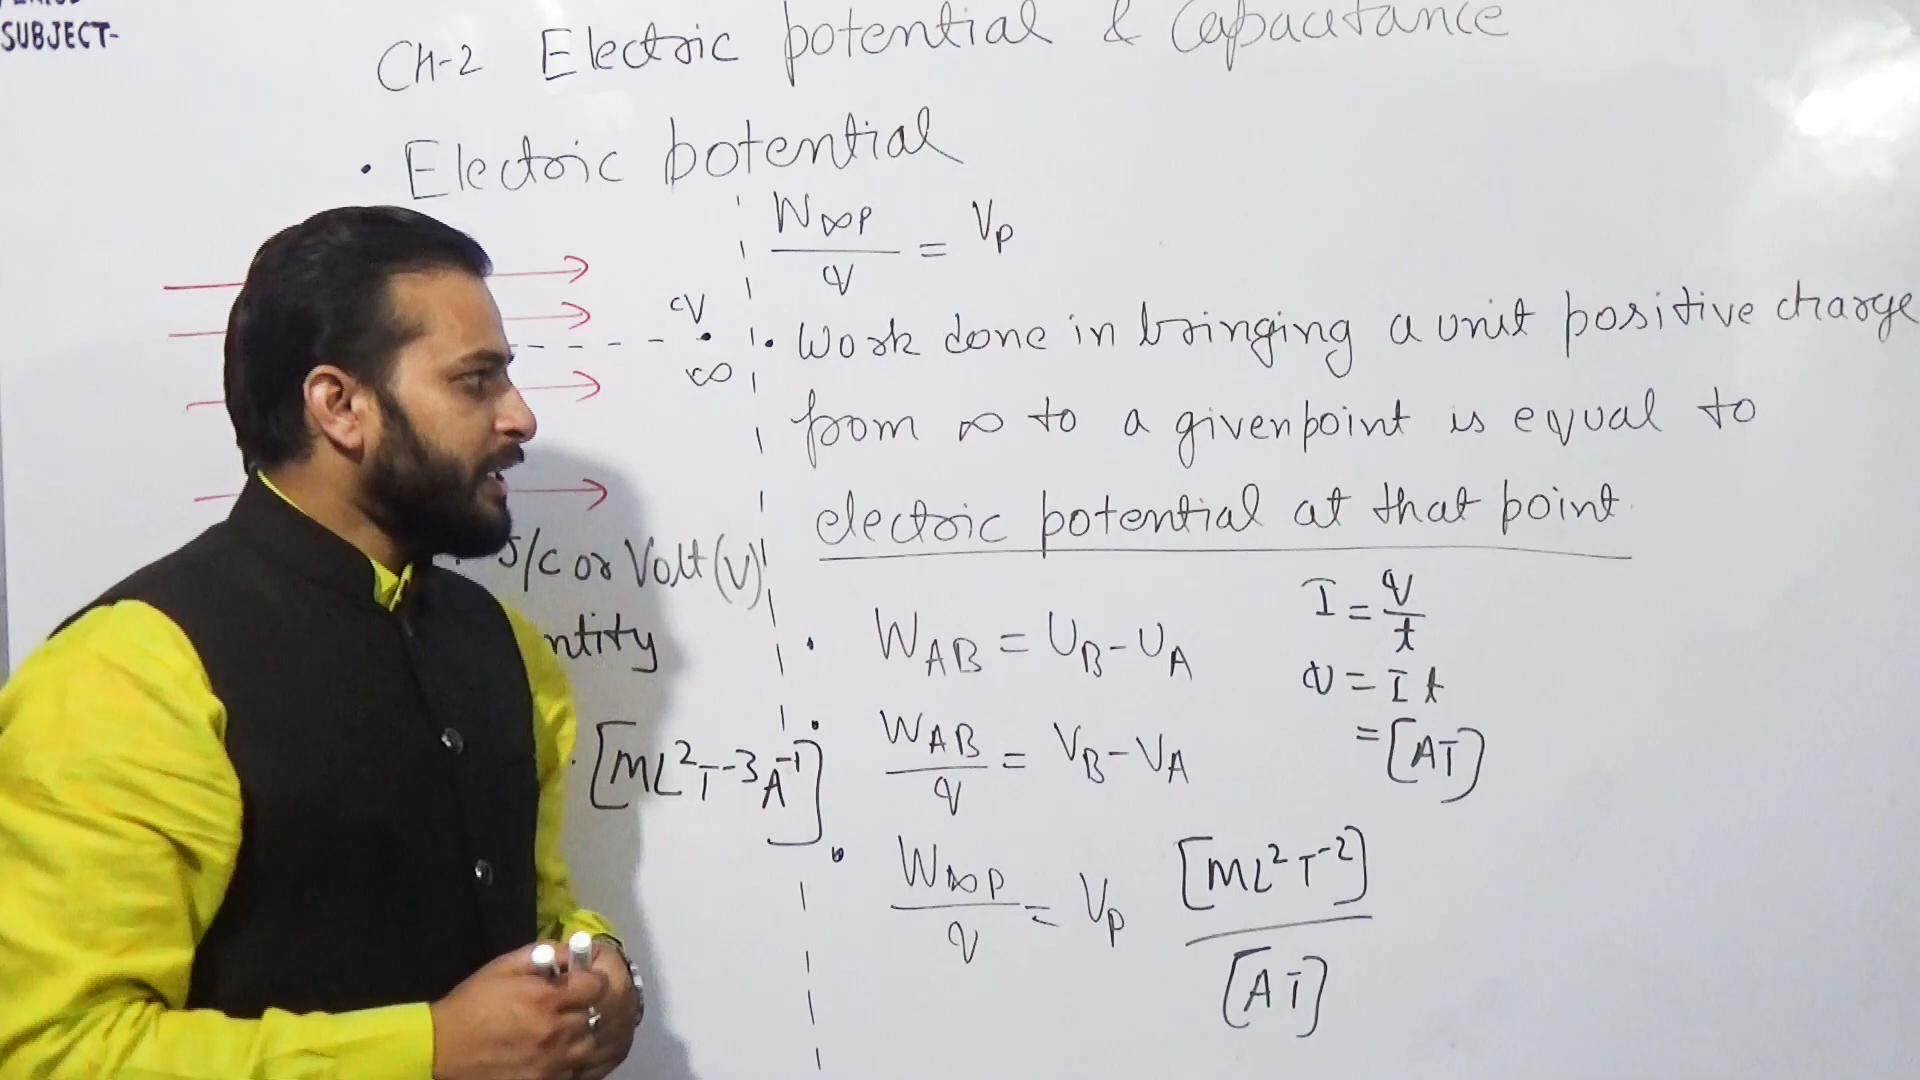 SUBJECT-
Ch-2 Electric potential & Capacitance
• Electric potential
W∞P / q = VP
q
∞
• Work done in bringing a unit positive charge
from ∞ to a given point is equal to
electric potential at that point.
J/C or Volt (V)
ntity
[ML²T-3A-1]
• WAB = UB - UA
• WAB / q = VB - VA
• W∞P / q = VP
I = q / t
q = It
= [AT]
[ML²T-2] / [AT]